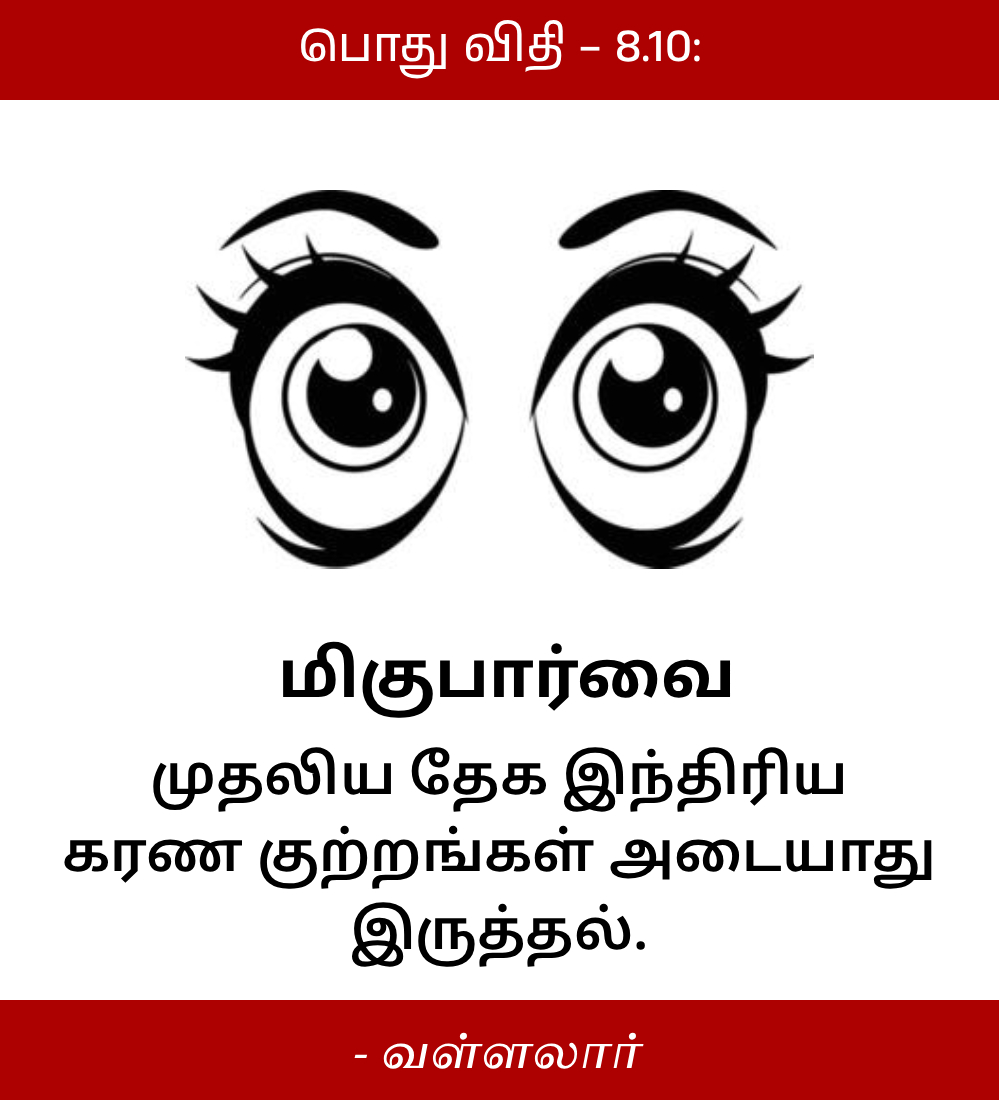 பொது விதி – 8.10:
மிகுபார்வை
முதலிய தேக இந்திரிய
கரண குற்றங்கள் அடையாது
இருத்தல்.
- வள்ளலார்